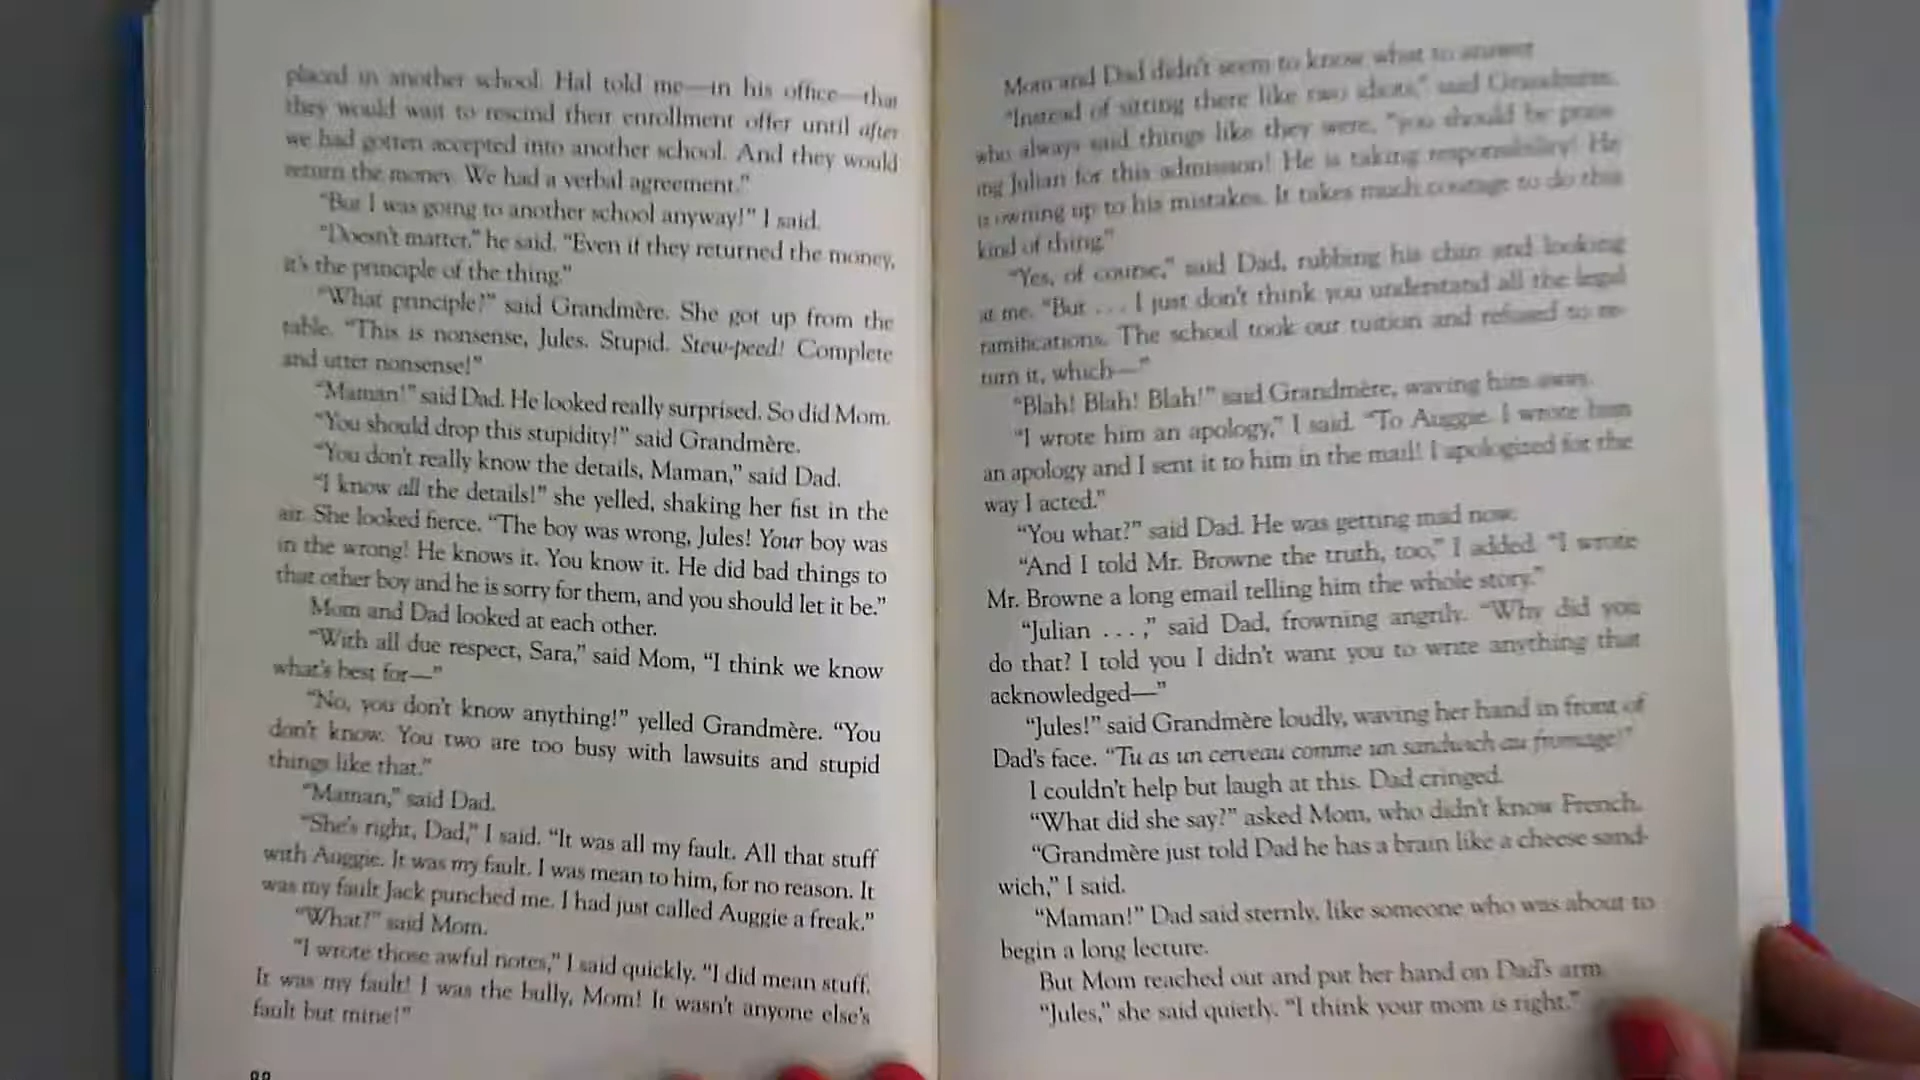 placed in another school. Hal told me—in his office—that
they would wait to rescind their enrollment offer until after
we had gotten accepted into another school. And they would
return the money. We had a verbal agreement.”
“But I was going to another school anyway!” I said.
“Doesn’t matter,” he said. “Even if they returned the money,
it’s the principle of the thing.”
“What principle?” said Grandmère. She got up from the
table. “This is nonsense, Jules. Stupid. Stew-peed! Complete
and utter nonsense!”
“Maman!” said Dad. He looked really surprised. So did Mom.
“You should drop this stupidity!” said Grandmère.
“You don’t really know the details, Maman,” said Dad.
“I know all the details!” she yelled, shaking her fist in the
air. She looked fierce. “The boy was wrong, Jules! Your boy was
in the wrong! He knows it. You know it. He did bad things to
that other boy and he is sorry for them, and you should let it be.”
Mom and Dad looked at each other.
“With all due respect, Sara,” said Mom, “I think we know
what’s best for—”
“No, you don’t know anything!” yelled Grandmère. “You
don’t know. You two are too busy with lawsuits and stupid
things like that.”
“Maman,” said Dad.
“She’s right, Dad,” I said. “It was all my fault. All that stuff
with Auggie. It was my fault. I was mean to him, for no reason. It
was my fault Jack punched me. I had just called Auggie a freak.”
“What?” said Mom.
“I wrote those awful notes,” I said quickly. “I did mean stuff.
It was my fault! I was the bully, Mom! It wasn’t anyone else’s
fault but mine!”
Mom and Dad didn’t seem to know what to answer.
“Instead of sitting there like two idiots,” said Grandmère,
who always said things like they were, “you should be prais-
ing Julian for this admission! He is taking responsibility! He
is owning up to his mistakes. It takes much courage to do this
kind of thing.”
“Yes, of course,” said Dad, rubbing his chin and looking
at me. “But . . . I just don’t think you understand all the legal
ramifications. The school took our tuition and refused to re-
turn it, which—”
“Blah! Blah! Blah!” said Grandmère, waving him away.
“I wrote him an apology,” I said. “To Auggie. I wrote him
an apology and I sent it to him in the mail! I apologized for the
way I acted.”
“You what?” said Dad. He was getting mad now.
“And I told Mr. Browne the truth, too,” I added. “I wrote
Mr. Browne a long email telling him the whole story.”
“Julian . . . ,” said Dad, frowning angrily. “Why did you
do that? I told you I didn’t want you to write anything that
acknowledged—”
“Jules!” said Grandmère loudly, waving her hand in front of
Dad’s face. “Tu as un cerveau comme un sandwich au fromage!”
I couldn’t help but laugh at this. Dad cringed.
“What did she say?” asked Mom, who didn’t know French.
“Grandmère just told Dad he has a brain like a cheese sand-
wich,” I said.
“Maman!” Dad said sternly, like someone who was about to
begin a long lecture.
But Mom reached out and put her hand on Dad’s arm.
“Jules,” she said quietly. “I think your mom is right.”